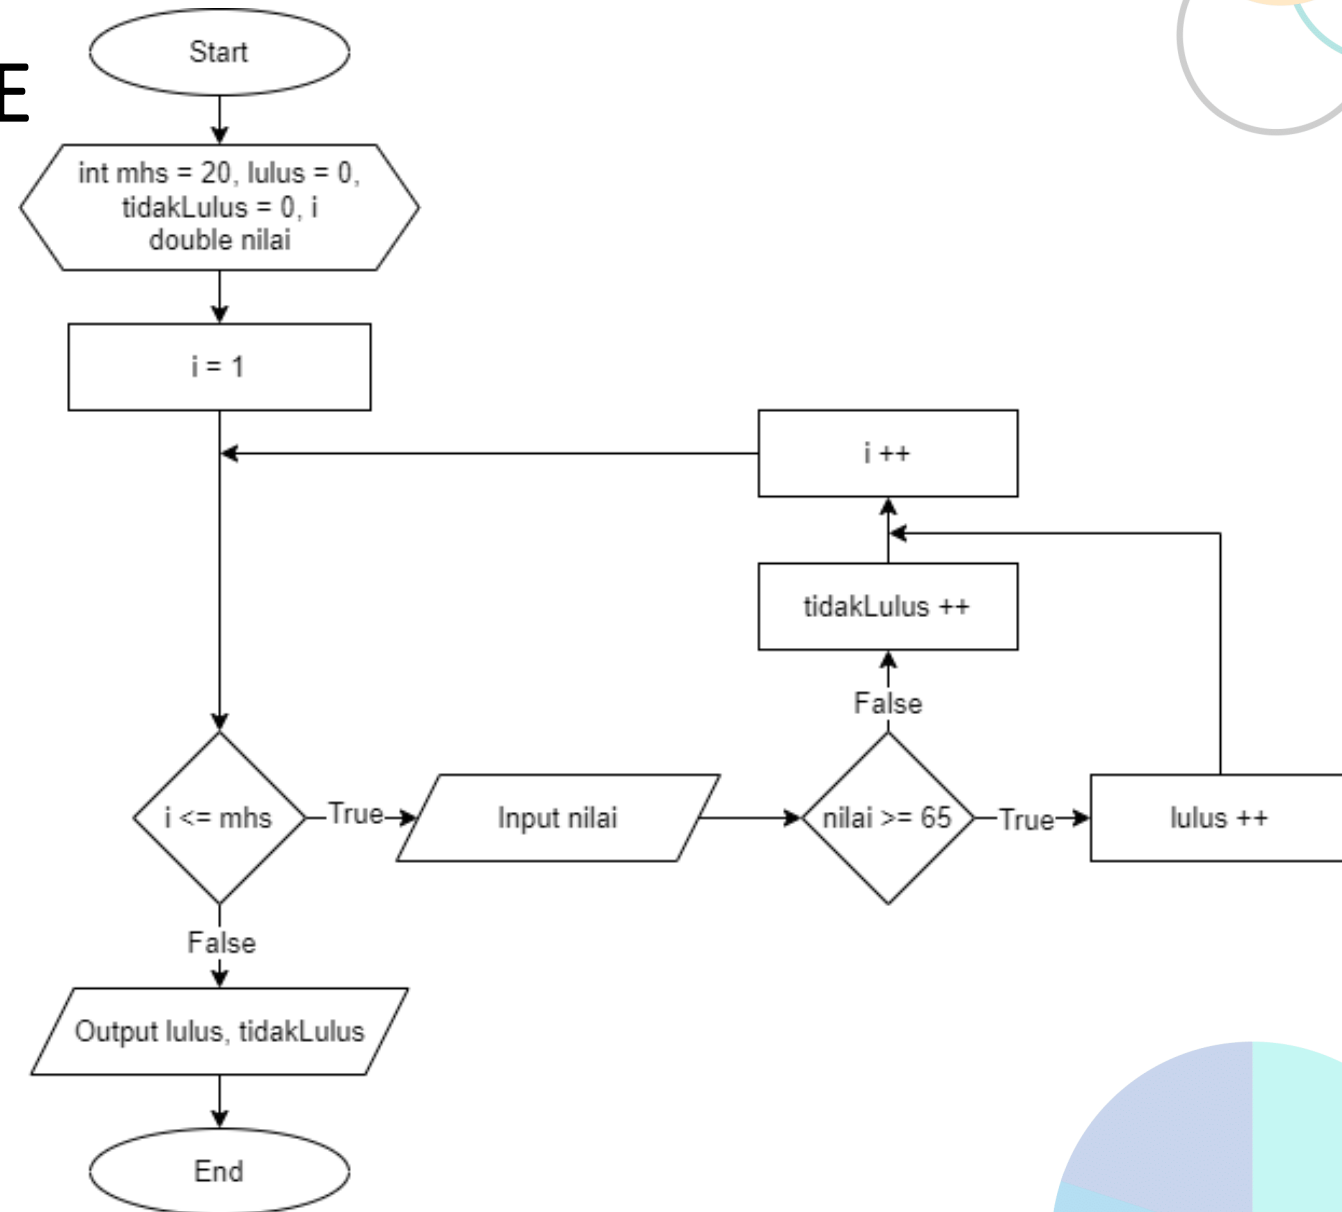 E
Start
int mhs = 20, lulus = 0,
tidakLulus = 0, i
double nilai
i = 1
i ++
tidakLulus ++
False
i <= mhs
True
Input nilai
nilai >= 65
True
lulus ++
False
Output lulus, tidakLulus
End